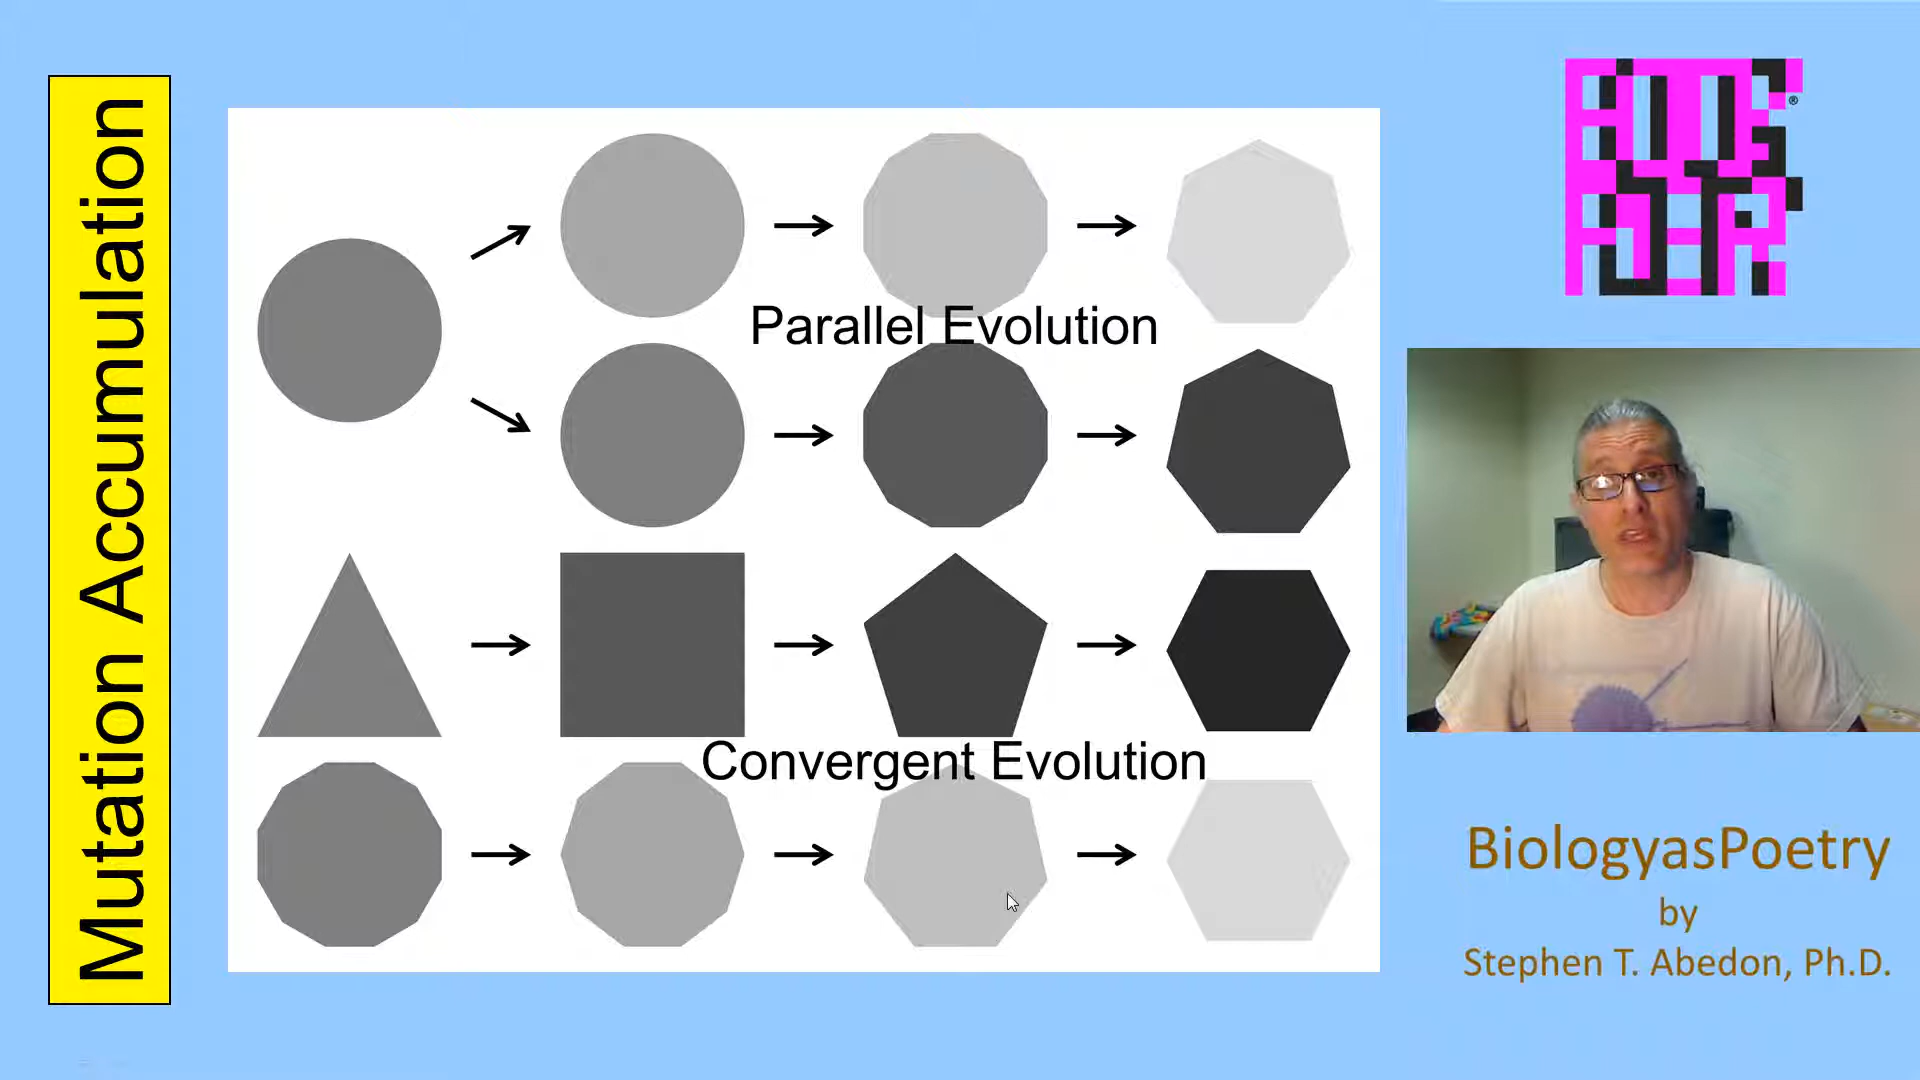 Mutation Accumulation
Parallel Evolution
Convergent Evolution
®
BiologyasPoetry
by
Stephen T. Abedon, Ph.D.